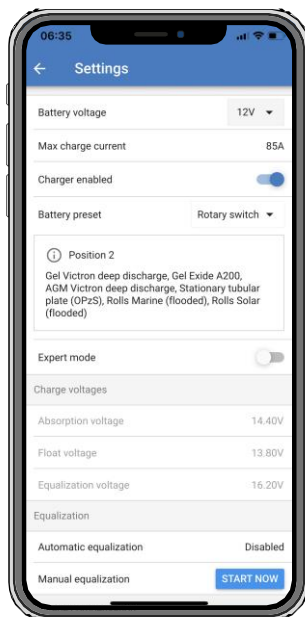 06:35
Settings
Battery voltage 12V
Max charge current 85A
Charger enabled
Battery preset Rotary switch
Position 2
Gel Victron deep discharge, Gel Exide A200,
AGM Victron deep discharge, Stationary tubular
plate (OPzS), Rolls Marine (flooded), Rolls Solar
(flooded)
Expert mode
Charge voltages
Absorption voltage 14.40V
Float voltage 13.80V
Equalization voltage 16.20V
Equalization
Automatic equalization Disabled
Manual equalization START NOW